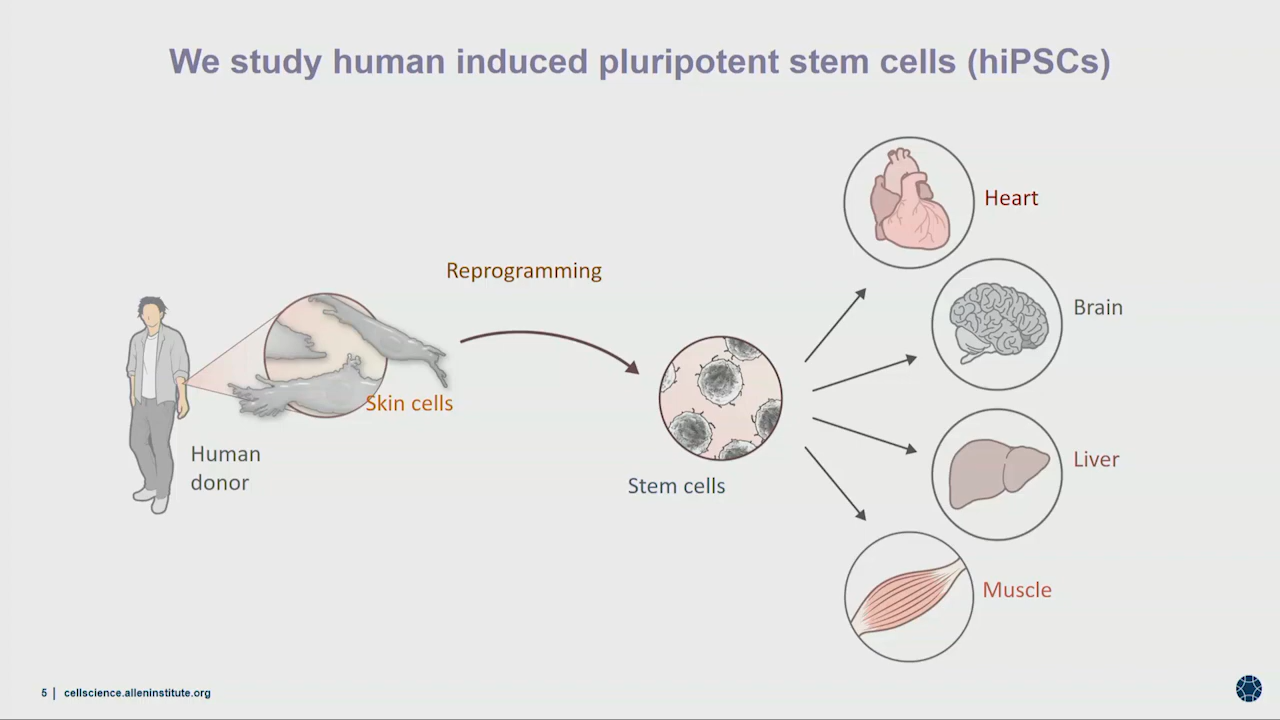 We study human induced pluripotent stem cells (hiPSCs)
Heart
Reprogramming
Brain
Skin cells
Human
donor
Stem cells
Liver
Muscle
5 | cellscience.alleninstitute.org